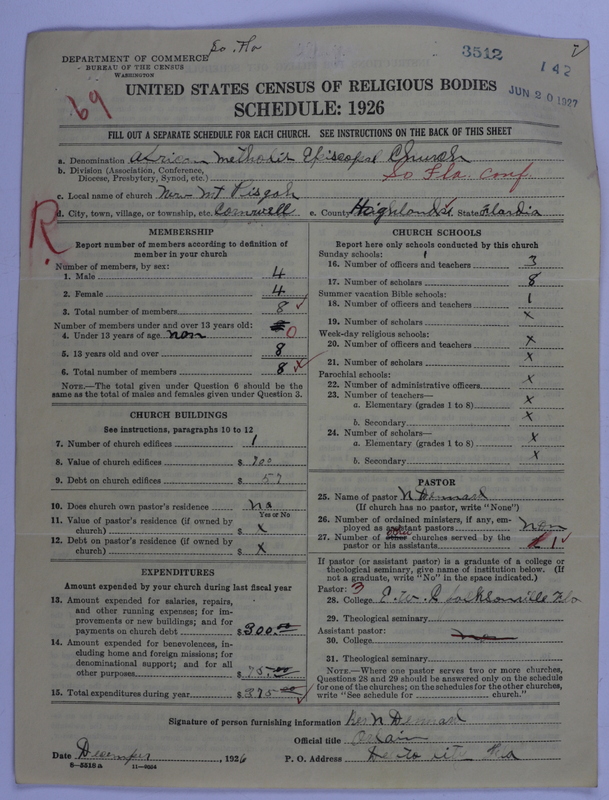 So. Fla
3512
142
JUN 20 1927
69
DEPARTMENT OF COMMERCE
BUREAU OF THE CENSUS
WASHINGTON
UNITED STATES CENSUS OF RELIGIOUS BODIES
SCHEDULE: 1926
FILL OUT A SEPARATE SCHEDULE FOR EACH CHURCH. SEE INSTRUCTIONS ON THE BACK OF THIS SHEET
a. Denomination African Methodist Episcopal Church
b. Division (Association, Conference,
Diocese, Presbytery, Synod, etc.) So Fla. Conf
c. Local name of church New Mt Pisgah
R
d. City, town, village, or township, etc. Cornwell e. County Highlands State Flardia
MEMBERSHIP
Report number of members according to definition of
member in your church
Number of members, by sex:
1. Male 4
2. Female 4
3. Total number of members 8
Number of members under and over 13 years old:
4. Under 13 years of age non 0
5. 13 years old and over 8
6. Total number of members 8
NOTE.—The total given under Question 6 should be
same as the total of males and females given under Question 3.
CHURCH BUILDINGS
See instructions, paragraphs 10 to 12
7. Number of church edifices 1
8. Value of church edifices $
9. Debt on church edifices $
10. Does church own pastor's residence no
Yes or No
11. Value of pastor's residence (if owned by
church) $ x
12. Debt on pastor's residence (if owned by
church) $ x
EXPENDITURES
Amount expended by your church during last fiscal year
13. Amount expended for salaries, repairs,
and other running expenses; for im-
provements or new buildings; and for
payments on church debt $ 300.00
14. Amount expended for benevolences, in-
cluding home and foreign missions; for
denominational support; and for all
other purposes $ 75.00
15. Total expenditures during year $ 375.00
CHURCH SCHOOLS
Report here only schools conducted by this church
Sunday schools: 1
16. Number of officers and teachers 3
17. Number of scholars 8
Summer vacation Bible schools:
18. Number of officers and teachers 1
19. Number of scholars x
Week-day religious schools:
20. Number of officers and teachers x
21. Number of scholars x
Parochial schools:
22. Number of administrative officers x
23. Number of teachers—
a. Elementary (grades 1 to 8) x
b. Secondary x
24. Number of scholars—
a. Elementary (grades 1 to 8) x
b. Secondary x
PASTOR
25. Name of pastor N Denmark
(If church has no pastor, write "None")
26. Number of ordained ministers, if any, em-
ployed as assistant pastors non
27. Number of other churches served by the
pastor or his assistants 1
If pastor (or assistant pastor) is a graduate of a college or
theological seminary, give name of institution below. (If
not a graduate, write "No" in the space indicated.)
Pastor: 3
28. College E. W. C Jacksonville Fla
29. Theological seminary
Assistant pastor:
30. College no
31. Theological seminary
NOTE.—Where one pastor serves two or more churches,
Questions 28 and 29 should be answered only on the schedule
for one of the churches; on the schedules for the other churches,
write "See schedule for church."
Signature of person furnishing information N Denmark
Official title
Date December, 1926 P. O. Address De Soto City Fla
8—5516a 11—9804